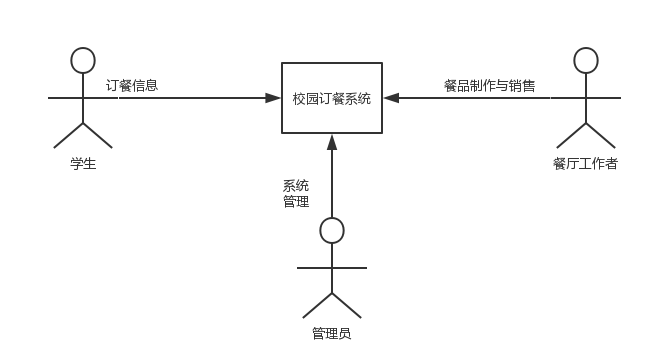 订餐信息
校园订餐系统
餐品制作与销售
学生
餐厅工作者
系统
管理
管理员